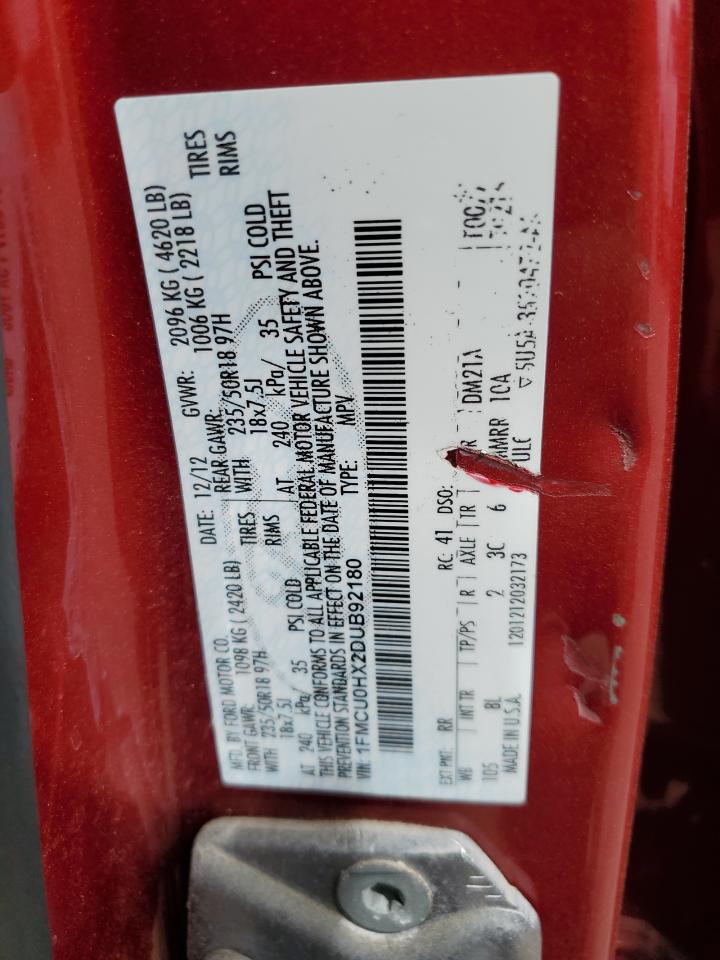 MFD. BY FORD MOTOR CO. DATE: 12/12 GVWR: 2096 KG ( 4620 LB)
FRONT GAWR: 1098 KG ( 2420 LB) REAR GAWR: 1006 KG ( 2218 LB)
WITH 235/50R18 97H TIRES WITH 235/50R18 97H TIRES
18x7.5J RIMS 18x7.5J RIMS
AT 240 kPa/ 35 PSI COLD AT 240 kPa/ 35 PSI COLD
THIS VEHICLE CONFORMS TO ALL APPLICABLE FEDERAL MOTOR VEHICLE SAFETY AND THEFT
PREVENTION STANDARDS IN EFFECT ON THE DATE OF MANUFACTURE SHOWN ABOVE.
VIN: 1FMCU0HX2DUB92180 TYPE: MPV
EXT PNT: RR RC: 41 DSO:
WB INT TR TP/PS R AXLE TR DM21A
105 8L 2 3C 6 10A
MADE IN U.S.A. 1201212032173